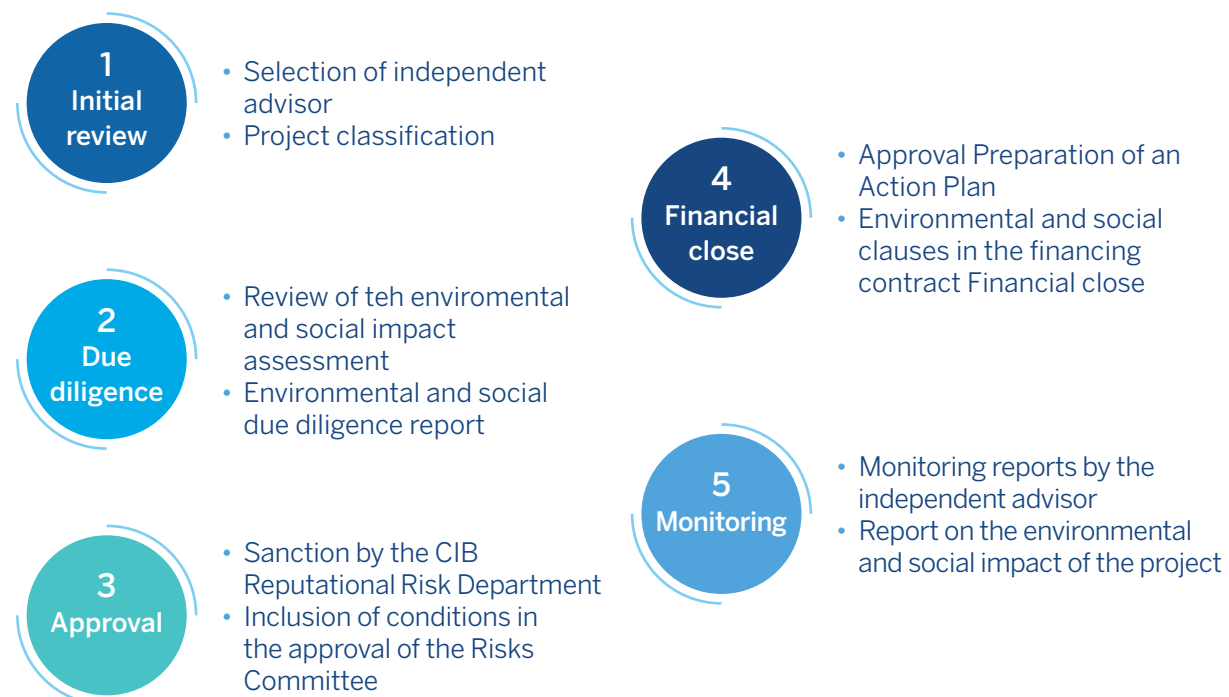 1
Initial
review
• Selection of independent
advisor
• Project classification
2
Due
diligence
• Review of teh enviromental
and social impact
assessment
• Environmental and social
due diligence report
3
Approval
• Sanction by the CIB
Reputational Risk Department
• Inclusion of conditions in
the approval of the Risks
Committee
4
Financial
close
• Approval Preparation of an
Action Plan
• Environmental and social
clauses in the financing
contract Financial close
5
Monitoring
• Monitoring reports by the
independent advisor
• Report on the environmental
and social impact of the project